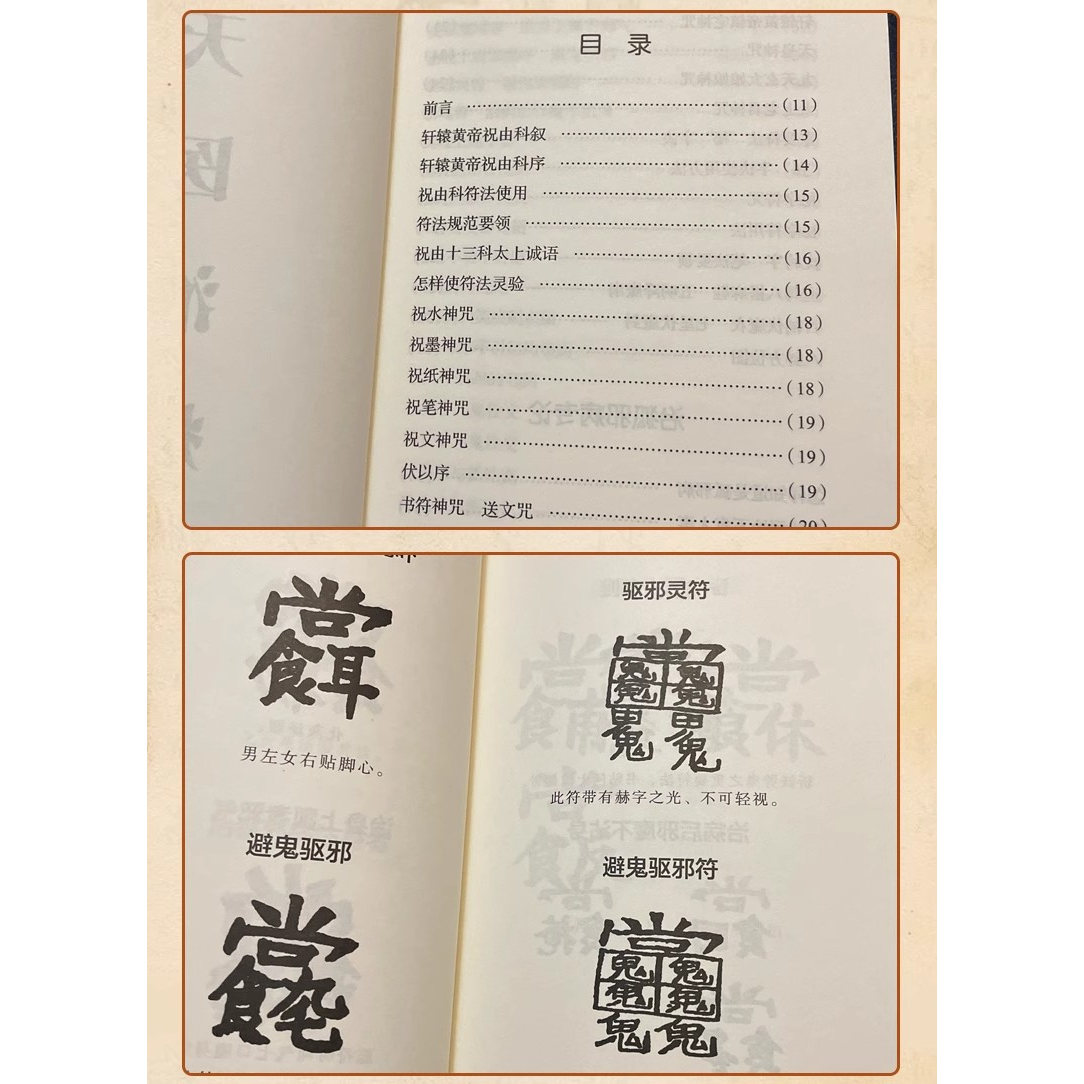 目录
前言 (11)
轩辕黄帝祝由科叙 (13)
轩辕黄帝祝由科序 (14)
祝由科符法使用 (15)
符法规范要领 (15)
祝由十三科太上诚语 (16)
怎样使符法灵验 (16)
祝水神咒 (18)
祝墨神咒 (18)
祝纸神咒 (18)
祝笔神咒 (19)
祝文神咒 (19)
伏以序 (19)
书符神咒 送文咒 (20)
男左女右贴脚心。
避鬼驱邪
驱邪灵符
此符带有赫字之光、不可轻视。
避鬼驱邪符